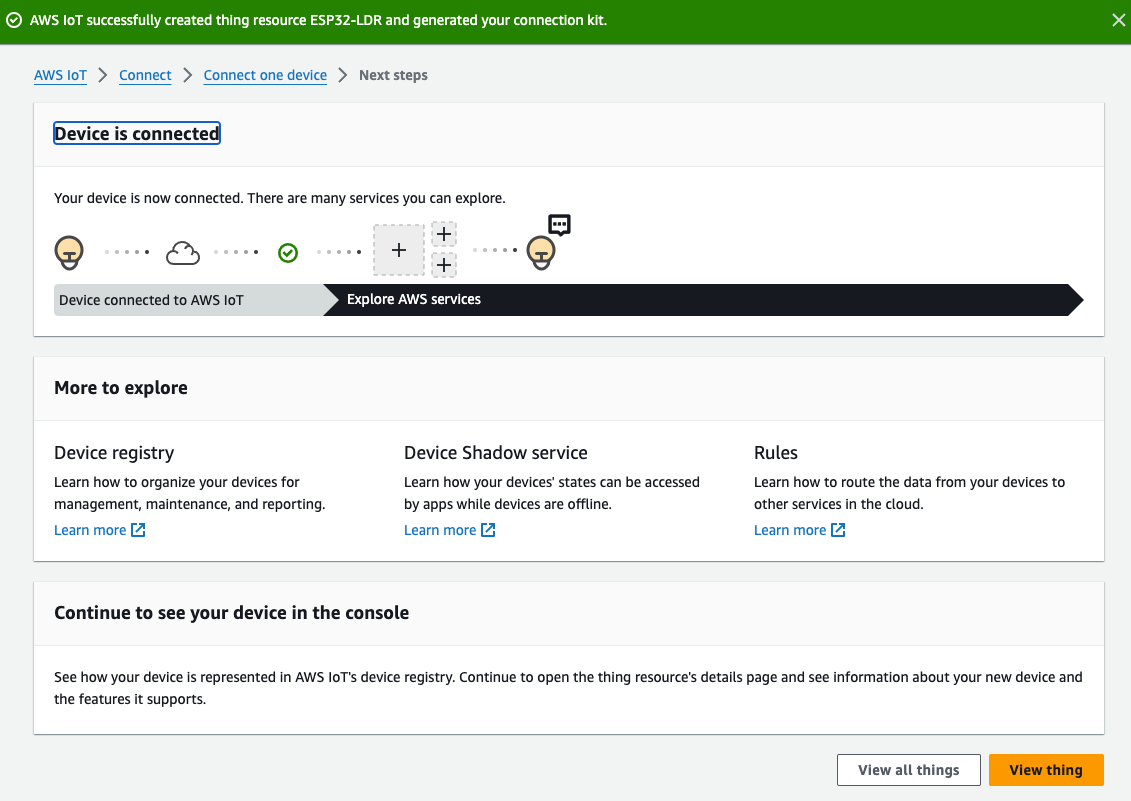 AWS IoT successfully created thing resource ESP32-LDR and generated your connection kit.
AWS IoT > Connect > Connect one device > Next steps
Device is connected
Your device is now connected. There are many services you can explore.
Device connected to AWS IoT
Explore AWS services
More to explore
Device registry
Learn how to organize your devices for
management, maintenance, and reporting.
Learn more
Device Shadow service
Learn how your devices' states can be accessed
by apps while devices are offline.
Learn more
Rules
Learn how to route the data from your devices to
other services in the cloud.
Learn more
Continue to see your device in the console
See how your device is represented in AWS IoT's device registry. Continue to open the thing resource's details page and see information about your new device and
the features it supports.
View all things
View thing